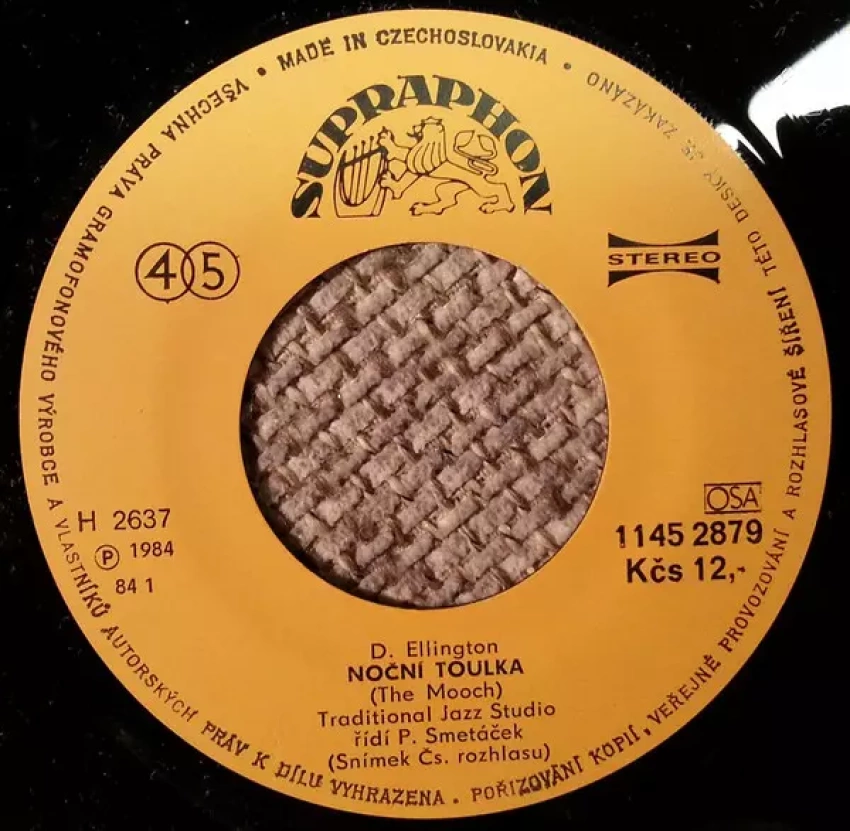 MADE IN CZECHOSLOVAKIA •
SUPRAPHON
45
STEREO
H 2637
Ⓟ 1984
84 1
OSA
1145 2879
Kčs 12,-
D. Ellington
NOČNÍ TOULKA
(The Mooch)
Traditional Jazz Studio
řídí P. Smetáček
(Snímek Čs. rozhlasu)
VŠECHNA PRÁVA GRAMOFONOVÉHO VÝROBCE A VLASTNÍKŮ AUTORSKÝCH PRÁV K DÍLU VYHRAZENA . POŘIZOVÁNÍ KOPIÍ, VEŘEJNÉ PROVOZOVÁNÍ A ROZHLASOVÉ ŠÍŘENÍ TÉTO DESKY JE ZAKÁZÁNO •